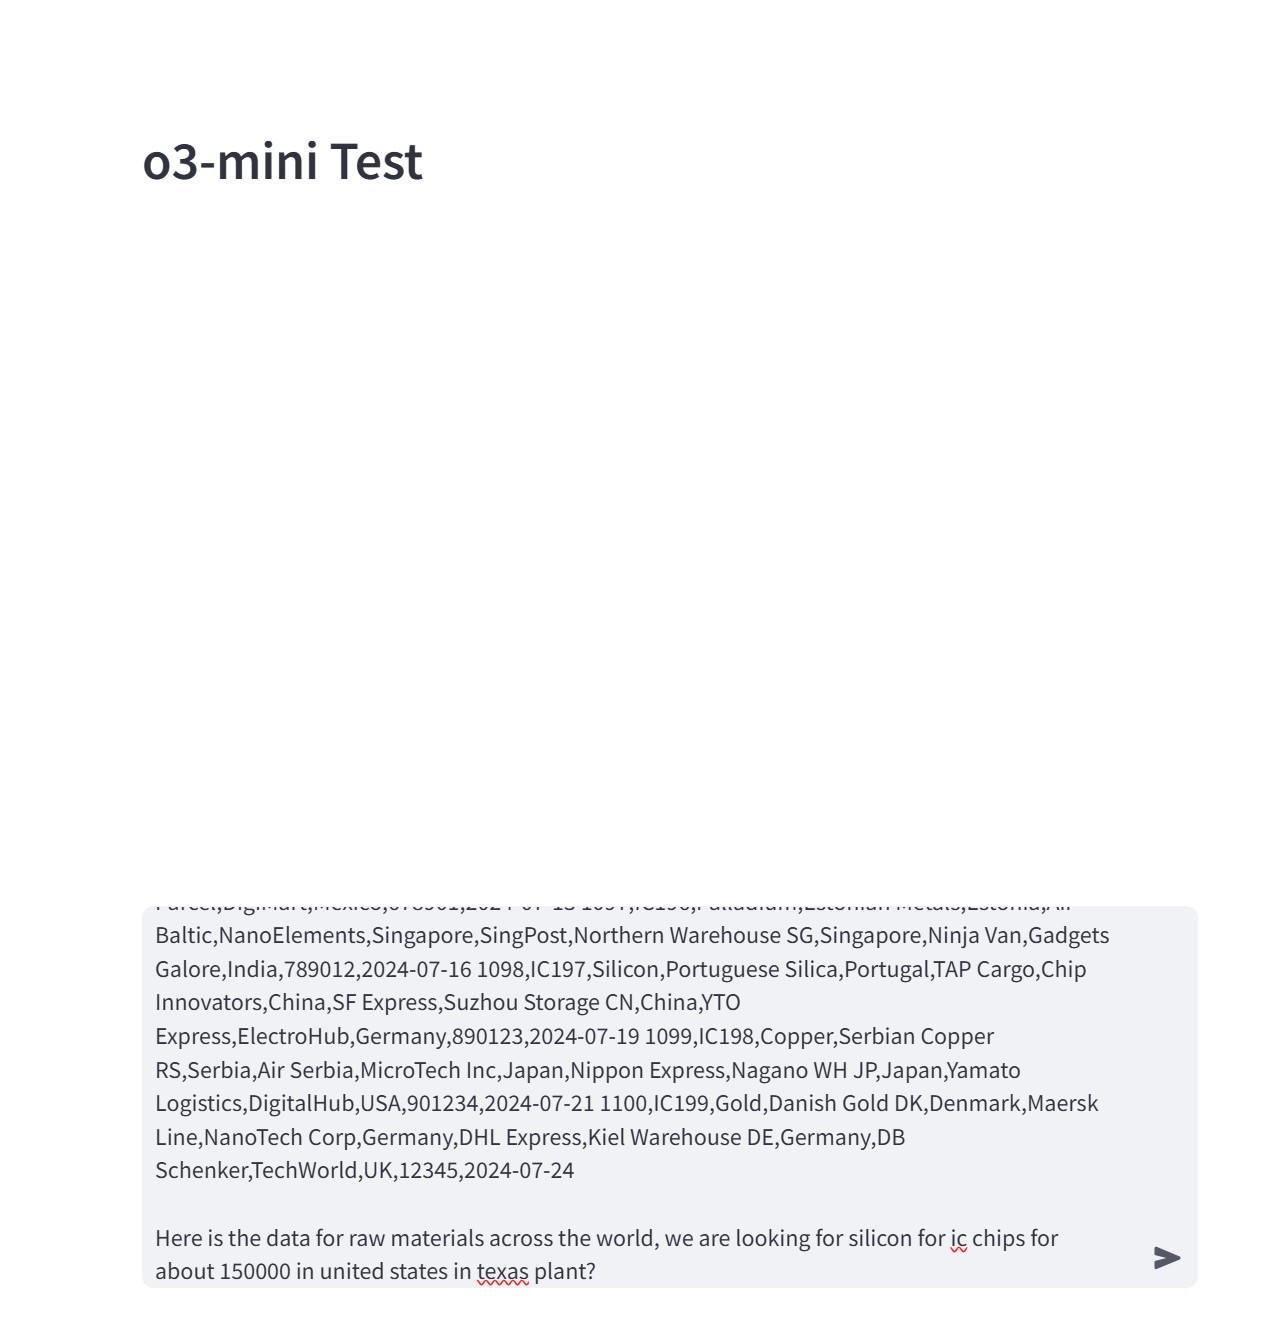 o3-mini Test
Baltic,NanoElements,Singapore,SingPost,Northern Warehouse SG,Singapore,Ninja Van,Gadgets
Galore,India,789012,2024-07-16 1098,IC197,Silicon,Portuguese Silica,Portugal,TAP Cargo,Chip
Innovators,China,SF Express,Suzhou Storage CN,China,YTO
Express,ElectroHub,Germany,890123,2024-07-19 1099,IC198,Copper,Serbian Copper
RS,Serbia,Air Serbia,MicroTech Inc,Japan,Nippon Express,Nagano WH JP,Japan,Yamato
Logistics,DigitalHub,USA,901234,2024-07-21 1100,IC199,Gold,Danish Gold DK,Denmark,Maersk
Line,NanoTech Corp,Germany,DHL Express,Kiel Warehouse DE,Germany,DB
Schenker,TechWorld,UK,12345,2024-07-24
Here is the data for raw materials across the world, we are looking for silicon for ic chips for
about 150000 in united states in texas plant?